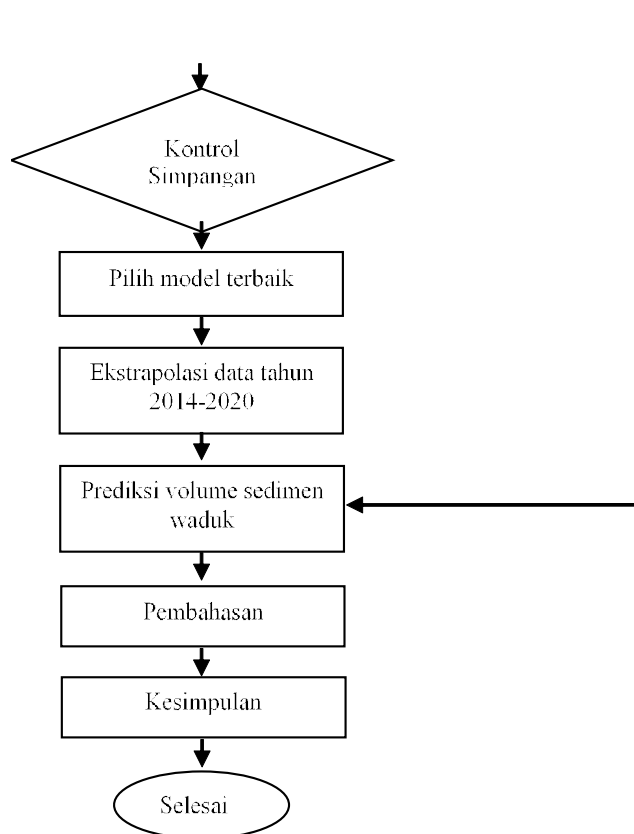 Kontrol
Simpangan
Pilih model terbaik
Ekstrapolasi data tahun
2014-2020
Prediksi volume sedimen
waduk
Pembahasan
Kesimpulan
Selesai